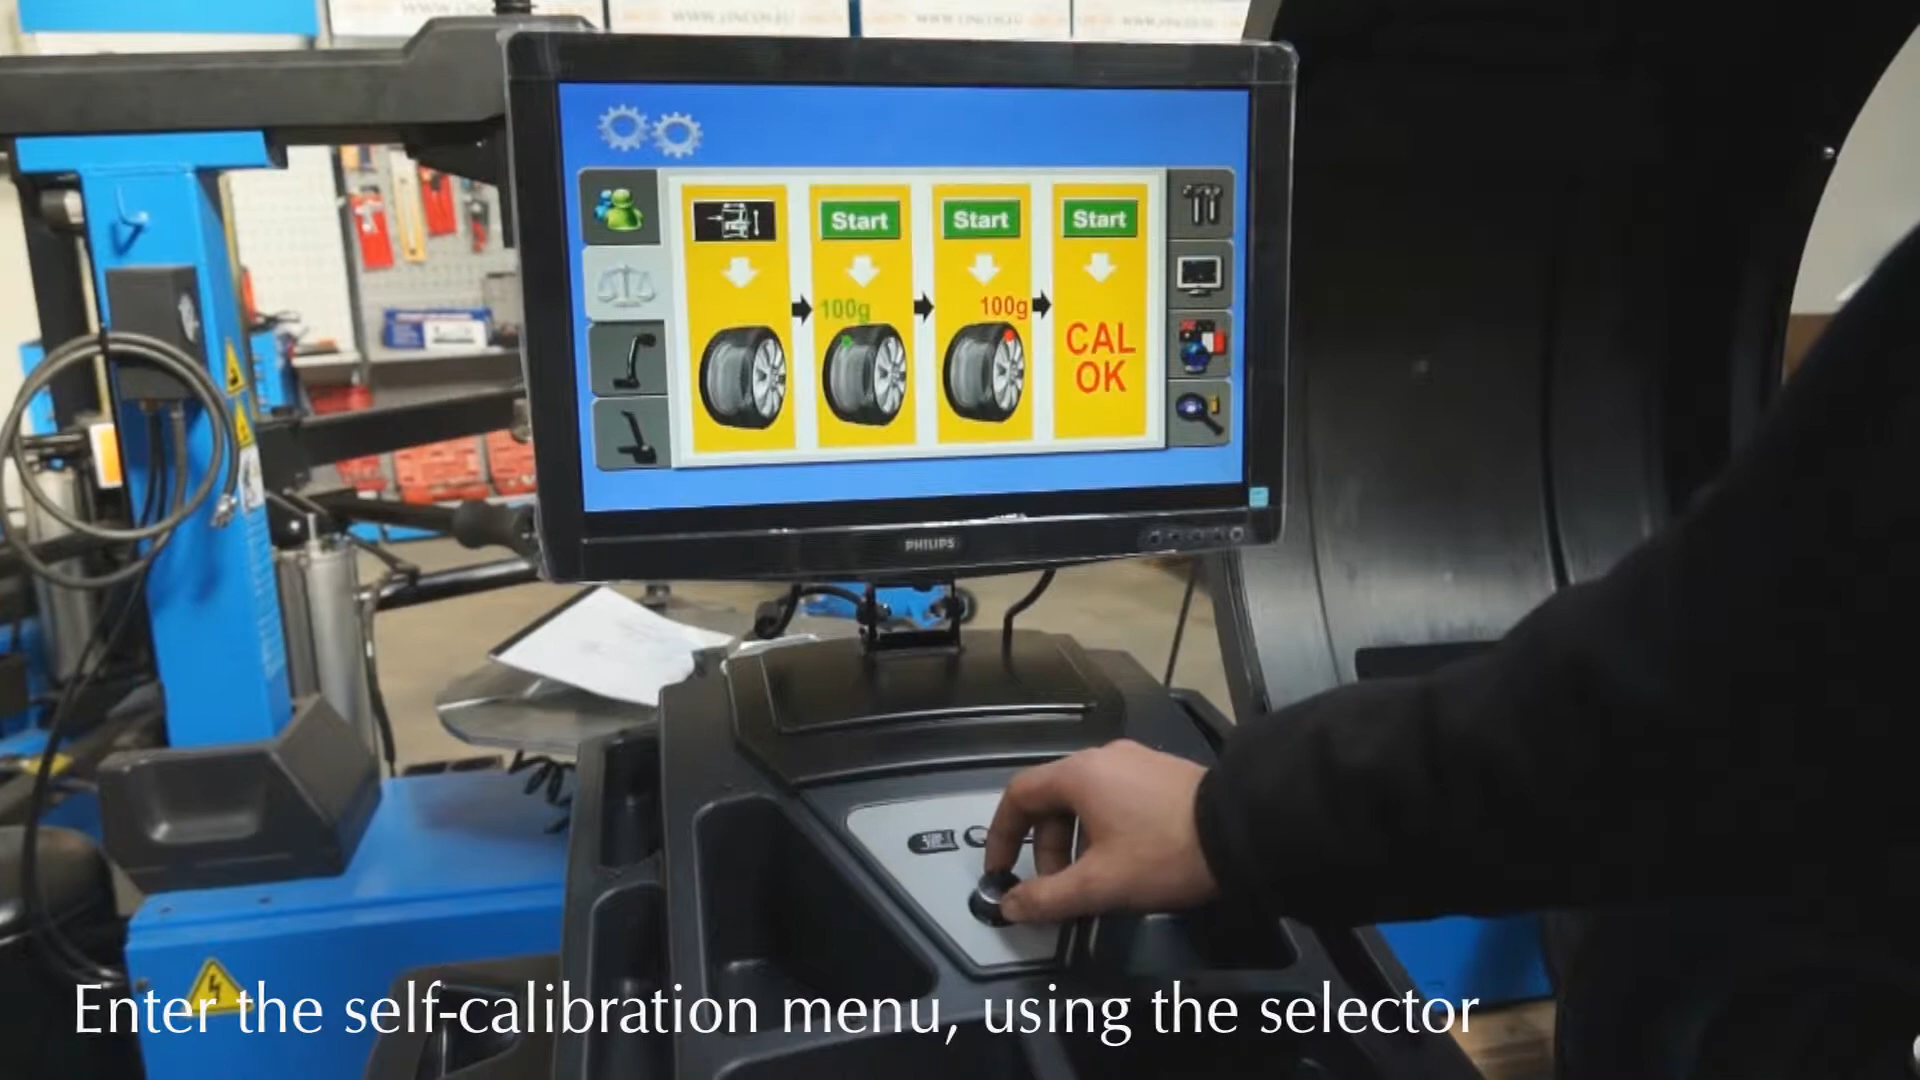 Start
Start
Start
100g
100g
CAL
OK
PHILIPS
Enter the self-calibration menu, using the selector